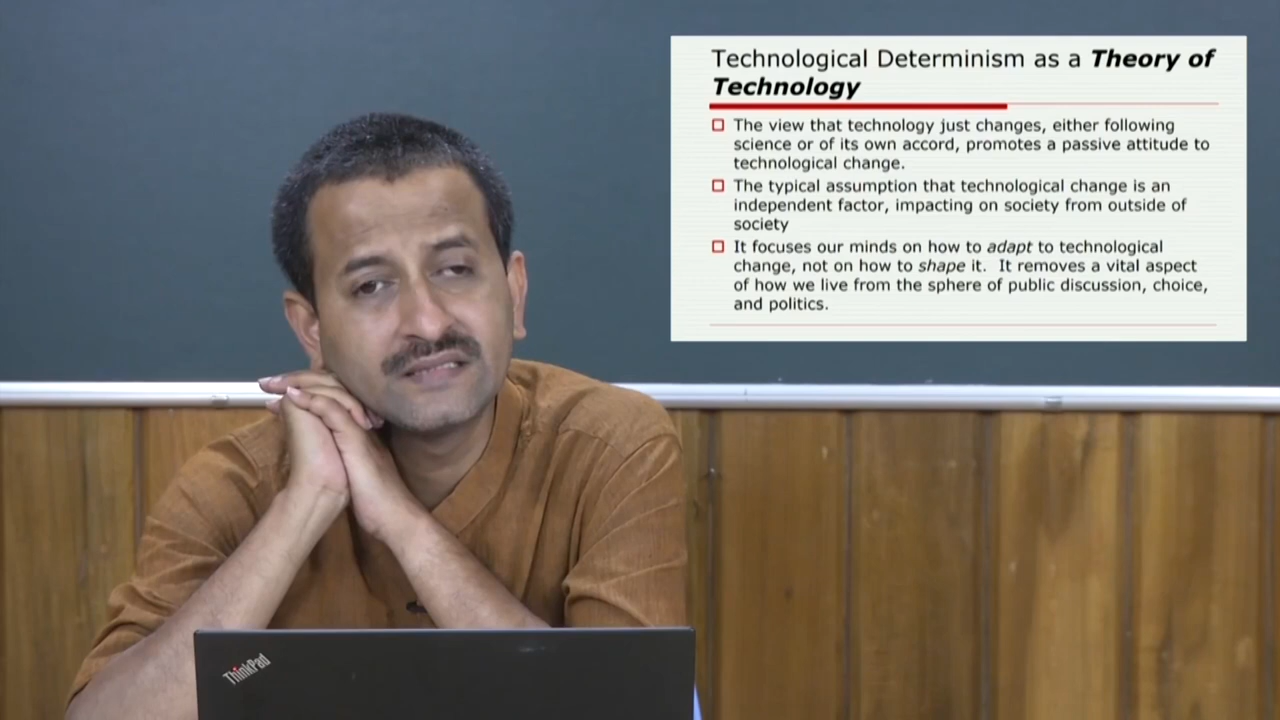 Technological Determinism as a Theory of
Technology
The view that technology just changes, either following
science or of its own accord, promotes a passive attitude to
technological change.
The typical assumption that technological change is an
independent factor, impacting on society from outside of
society
It focuses our minds on how to adapt to technological
change, not on how to shape it. It removes a vital aspect
of how we live from the sphere of public discussion, choice,
and politics.
ThinkPad